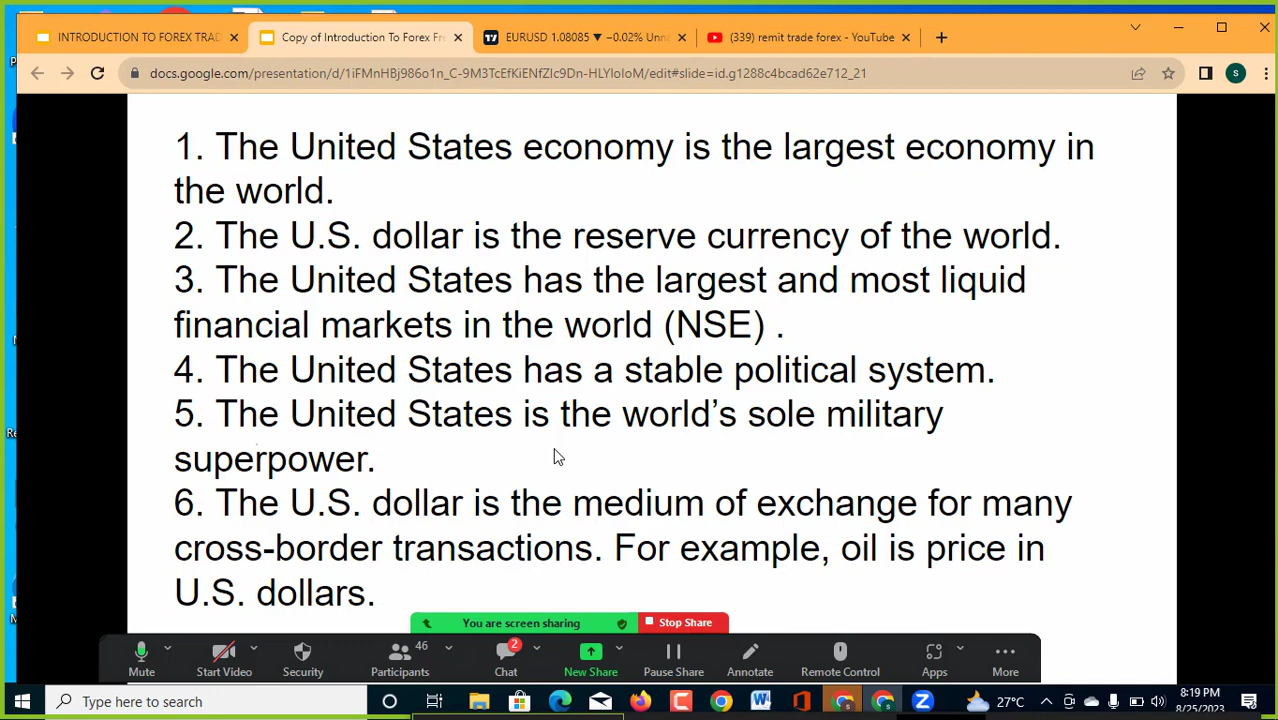 INTRODUCTION TO FOREX TRAD
Copy of Introduction To Forex Fr
EURUSD 1.08085 ▼ −0.02% Unna
(339) remit trade forex - YouTube
docs.google.com/presentation/d/1iFMnHBj986o1n_C-9M3TcEfKiENfZIc9Dn-HLYIoIoM/edit#slide=id.g1288c4bcad62e712_21
S
1. The United States economy is the largest economy in
the world.
2. The U.S. dollar is the reserve currency of the world.
3. The United States has the largest and most liquid
financial markets in the world (NSE) .
4. The United States has a stable political system.
5. The United States is the world’s sole military
superpower.
6. The U.S. dollar is the medium of exchange for many
cross-border transactions. For example, oil is price in
U.S. dollars.
You are screen sharing
Stop Share
46
2
Mute
Start Video
Security
Participants
Chat
New Share
Pause Share
Annotate
Remote Control
Apps
More
Type here to search
27°C
8:19 PM
8/25/2023